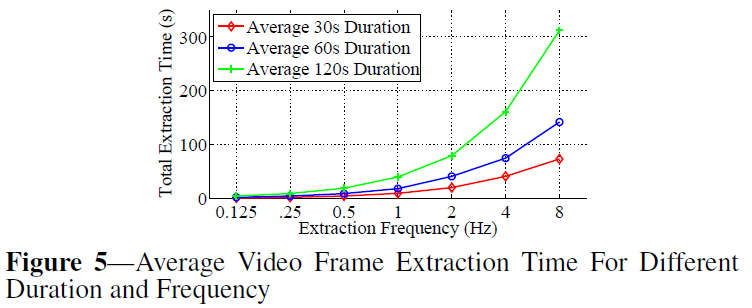 Total Extraction Time (s)
300
200
100
0
Average 30s Duration
Average 60s Duration
Average 120s Duration
0.125 .25 0.5 1 2 4 8
Extraction Frequency (Hz)
Figure 5—Average Video Frame Extraction Time For Different
Duration and Frequency